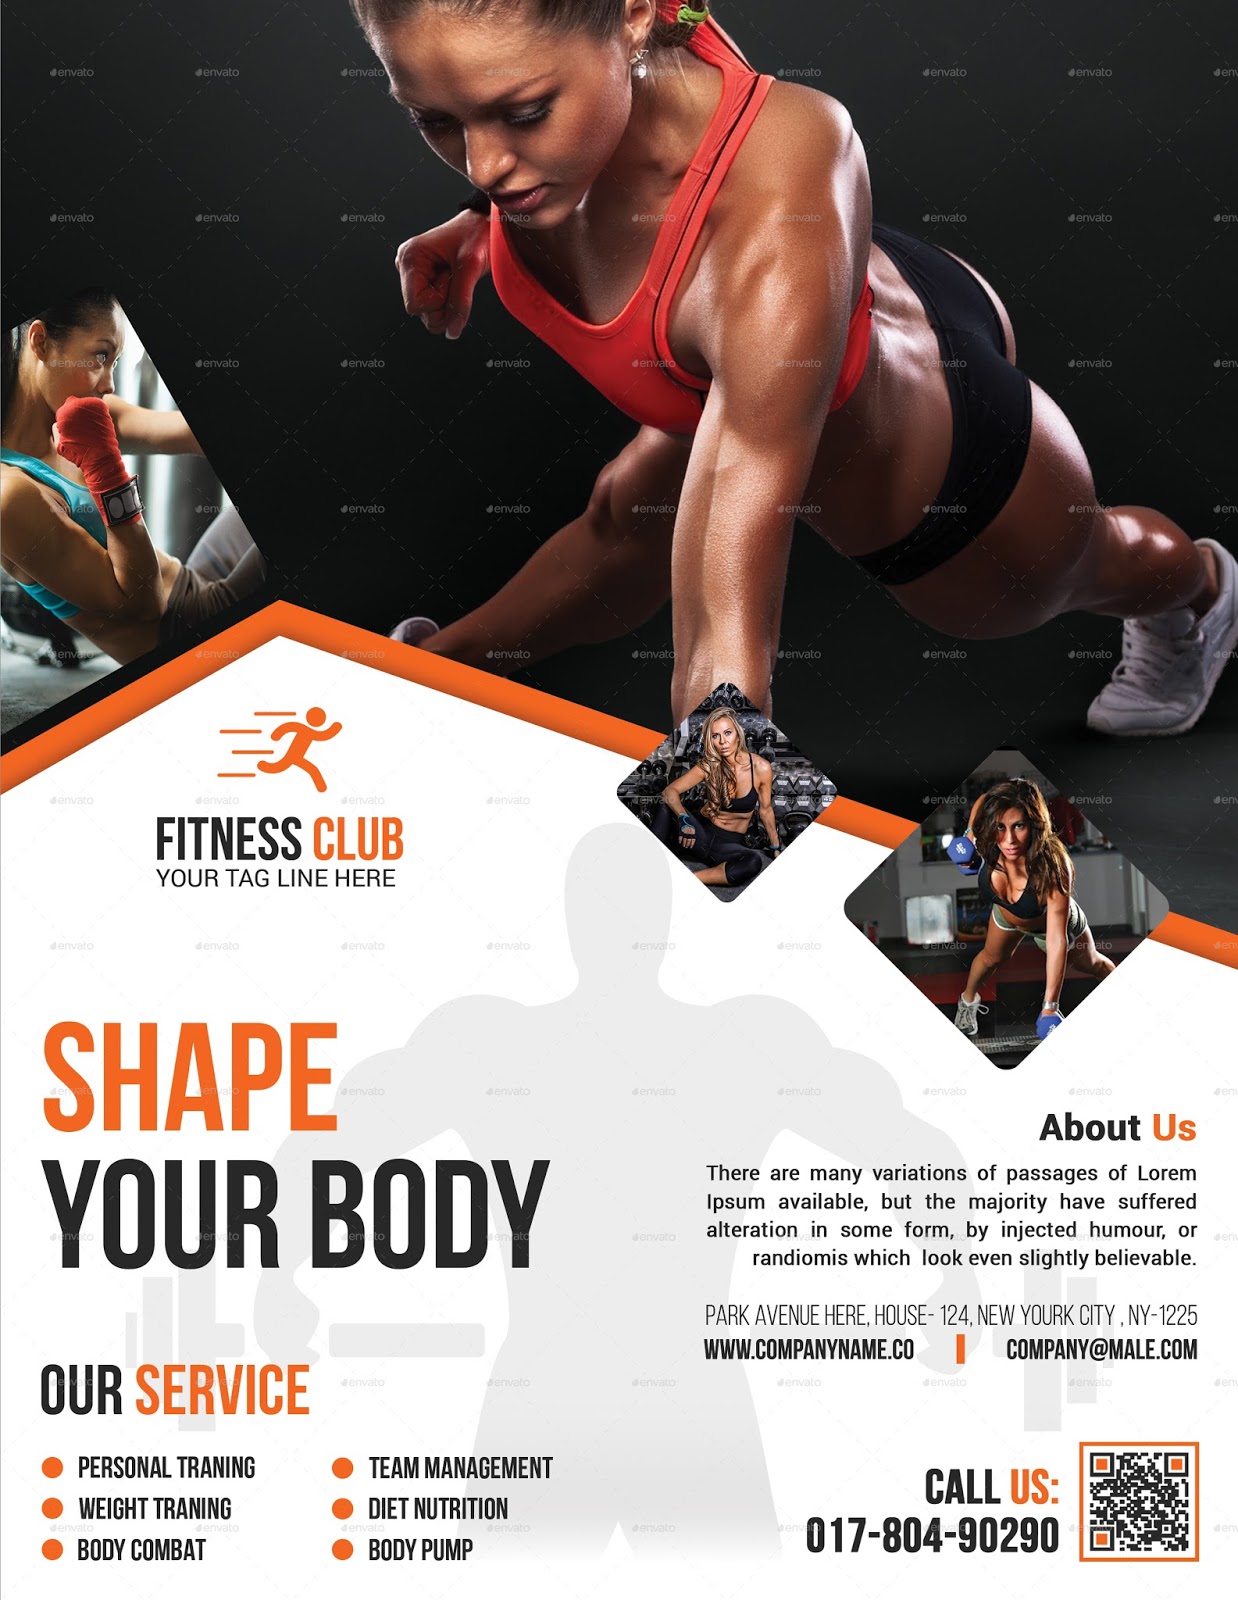 FITNESS CLUB
YOUR TAG LINE HERE
SHAPE
YOUR BODY
About Us
There are many variations of passages of Lorem
Ipsum available, but the majority have suffered
alteration in some form, by injected humour, or
randiomis which look even slightly believable.
PARK AVENUE HERE, HOUSE- 124, NEW YOURK CITY , NY-1225
WWW.COMPANYNAME.CO COMPANY@MALE.COM
OUR SERVICE
PERSONAL TRANING
WEIGHT TRANING
BODY COMBAT
TEAM MANAGEMENT
DIET NUTRITION
BODY PUMP
CALL US:
017-804-90290
envato